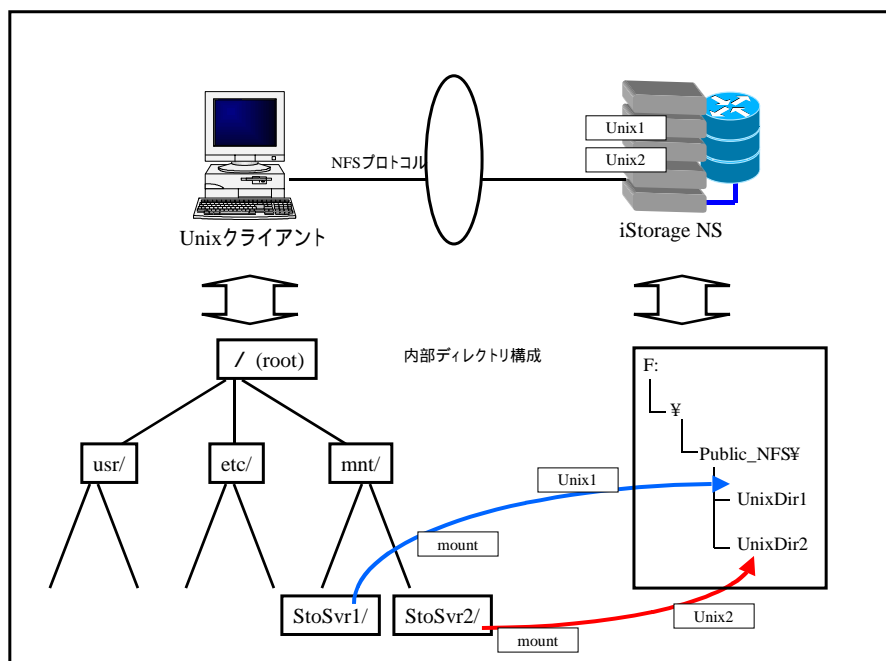 Unix1
Unix2
NFSプロトコル
Unixクライアント
iStorage NS
/ (root)
内部ディレクトリ構成
F:
¥
usr/
etc/
mnt/
Public_NFS¥
Unix1
UnixDir1
mount
UnixDir2
StoSvr1/
StoSvr2/
Unix2
mount